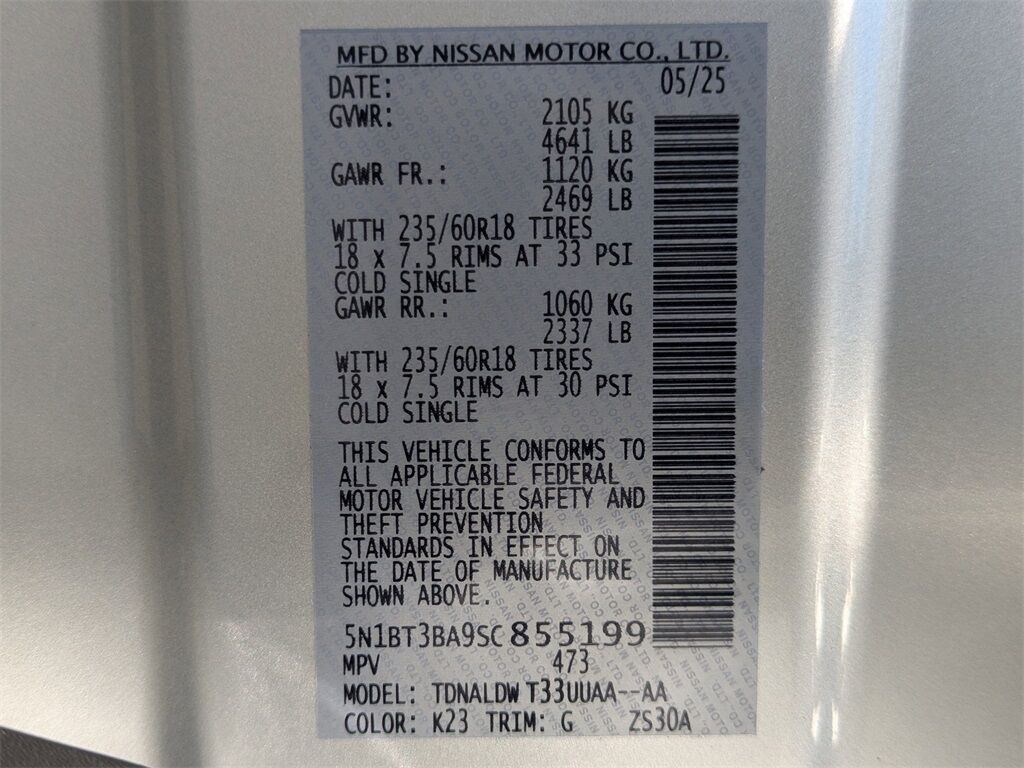 MFD BY NISSAN MOTOR CO., LTD.
DATE: 05/25
GVWR: 2105 KG
4641 LB
GAWR FR.: 1120 KG
2469 LB
WITH 235/60R18 TIRES
18 x 7.5 RIMS AT 33 PSI
COLD SINGLE
GAWR RR.: 1060 KG
2337 LB
WITH 235/60R18 TIRES
18 x 7.5 RIMS AT 30 PSI
COLD SINGLE
THIS VEHICLE CONFORMS TO
ALL APPLICABLE FEDERAL
MOTOR VEHICLE SAFETY AND
THEFT PREVENTION
STANDARDS IN EFFECT ON
THE DATE OF MANUFACTURE
SHOWN ABOVE.
5N1BT3BA9SC855199
MPV 473
MODEL: TDNALDW T33UUAA--AA
COLOR: K23 TRIM: G ZS30A